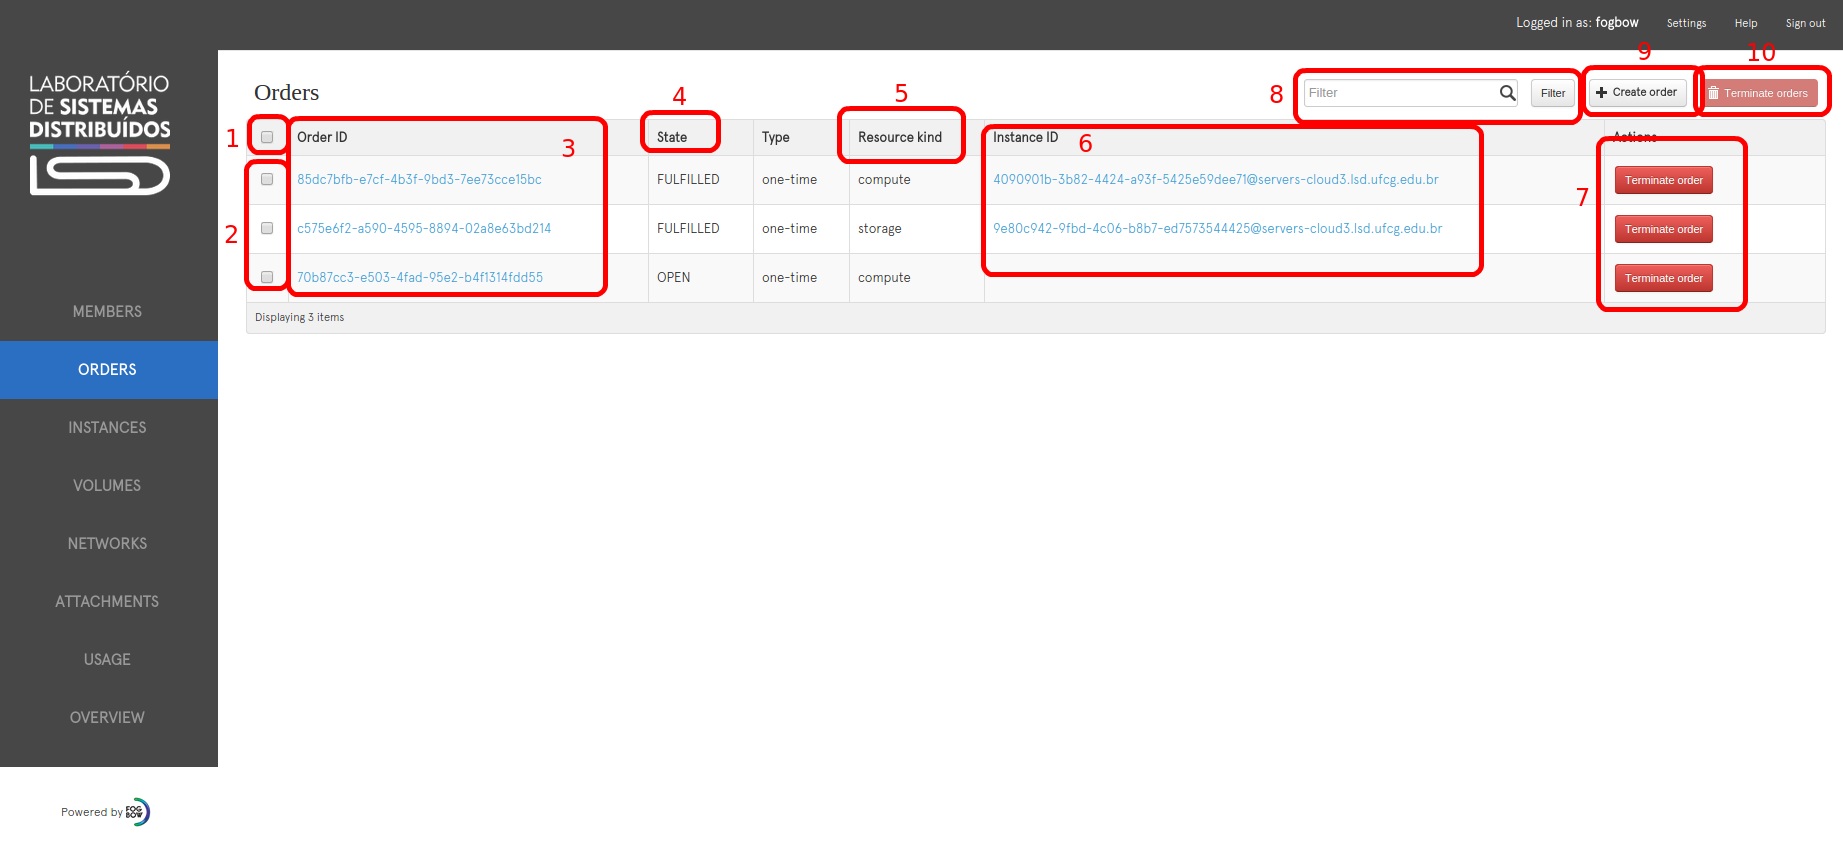 Logged in as: fogbow Settings Help Sign out
LABORATÓRIO
DE SISTEMAS
DISTRIBUÍDOS
MEMBERS
ORDERS
INSTANCES
VOLUMES
NETWORKS
ATTACHMENTS
USAGE
OVERVIEW
Powered by FOG
BOW
9 10
Orders 4 5 8 Filter Filter Create order Terminate orders
1 Order ID 3 State Type Resource kind Instance ID 6 Actions
85dc7bfb-e7cf-4b3f-9bd3-7ee73cce15bc FULFILLED one-time compute 4090901b-3b82-4424-a93f-5425e59dee71@servers-cloud3.lsd.ufcg.edu.br 7 Terminate order
2 c575e6f2-a590-4595-8894-02a8e63bd214 FULFILLED one-time storage 9e80c942-9fbd-4c06-b8b7-ed7573544425@servers-cloud3.lsd.ufcg.edu.br Terminate order
70b87cc3-e503-4fad-95e2-b4f1314fdd55 OPEN one-time compute Terminate order
Displaying 3 items